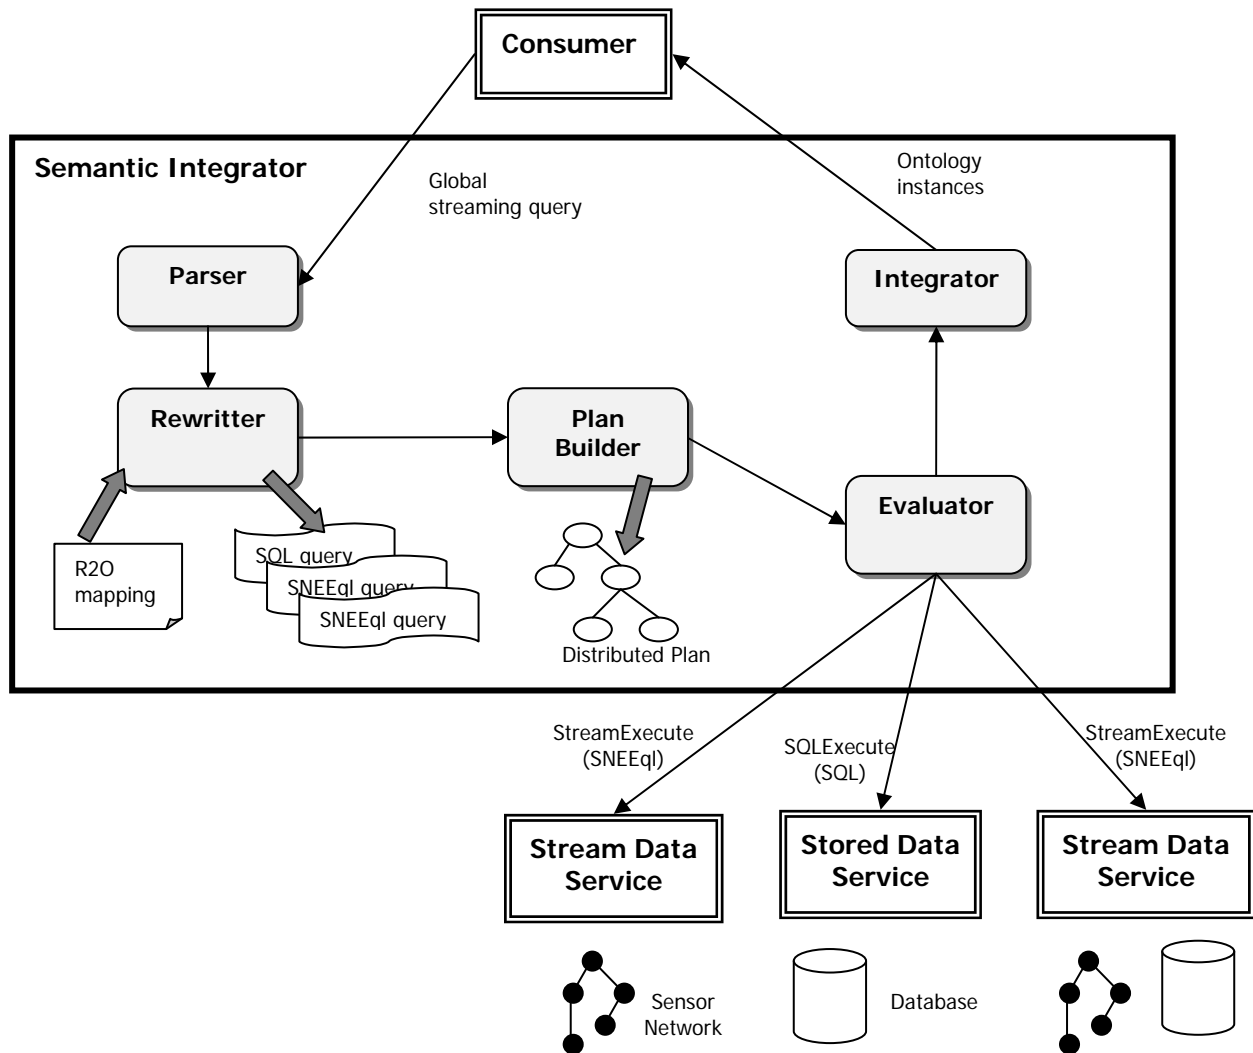 Consumer
Semantic Integrator
Global
streaming query
Ontology
instances
Parser
Integrator
Rewritter
Plan
Builder
Evaluator
R2O
mapping
SQL query
SNEEql query
SNEEql query
Distributed Plan
StreamExecute
(SNEEql)
SQLExecute
(SQL)
StreamExecute
(SNEEql)
Stream Data
Service
Stored Data
Service
Stream Data
Service
Sensor
Network
Database